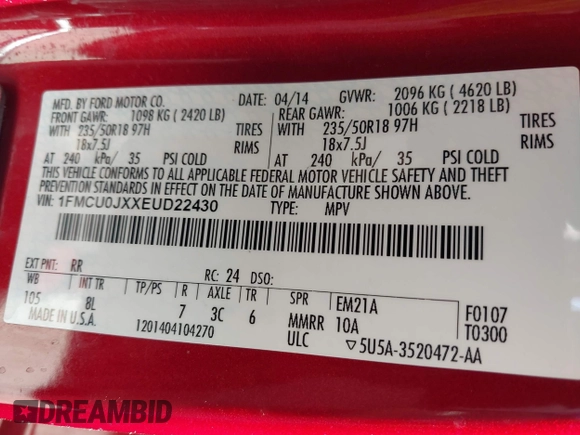 MFD. BY FORD MOTOR CO. DATE: 04/14 GVWR: 2096 KG ( 4620 LB)
FRONT GAWR: 1098 KG ( 2420 LB) REAR GAWR: 1006 KG ( 2218 LB)
WITH 235/50R18 97H TIRES WITH 235/50R18 97H TIRES
18x7.5J RIMS 18x7.5J RIMS
AT 240 kPa/ 35 PSI COLD AT 240 kPa/ 35 PSI COLD
THIS VEHICLE CONFORMS TO ALL APPLICABLE FEDERAL MOTOR VEHICLE SAFETY AND THEFT
PREVENTION STANDARDS IN EFFECT ON THE DATE OF MANUFACTURE SHOWN ABOVE.
VIN: 1FMCU0JXXEUD22430 TYPE: MPV
EXT PNT: RR RC: 24 DSO:
WB INT TR TP/PS R AXLE TR SPR EM21A F0107
105 8L 7 3C 6 MMRR 10A T0300
MADE IN U.S.A. 1201404104270 ULC ▽5U5A-3520472-AA
DREAMBID